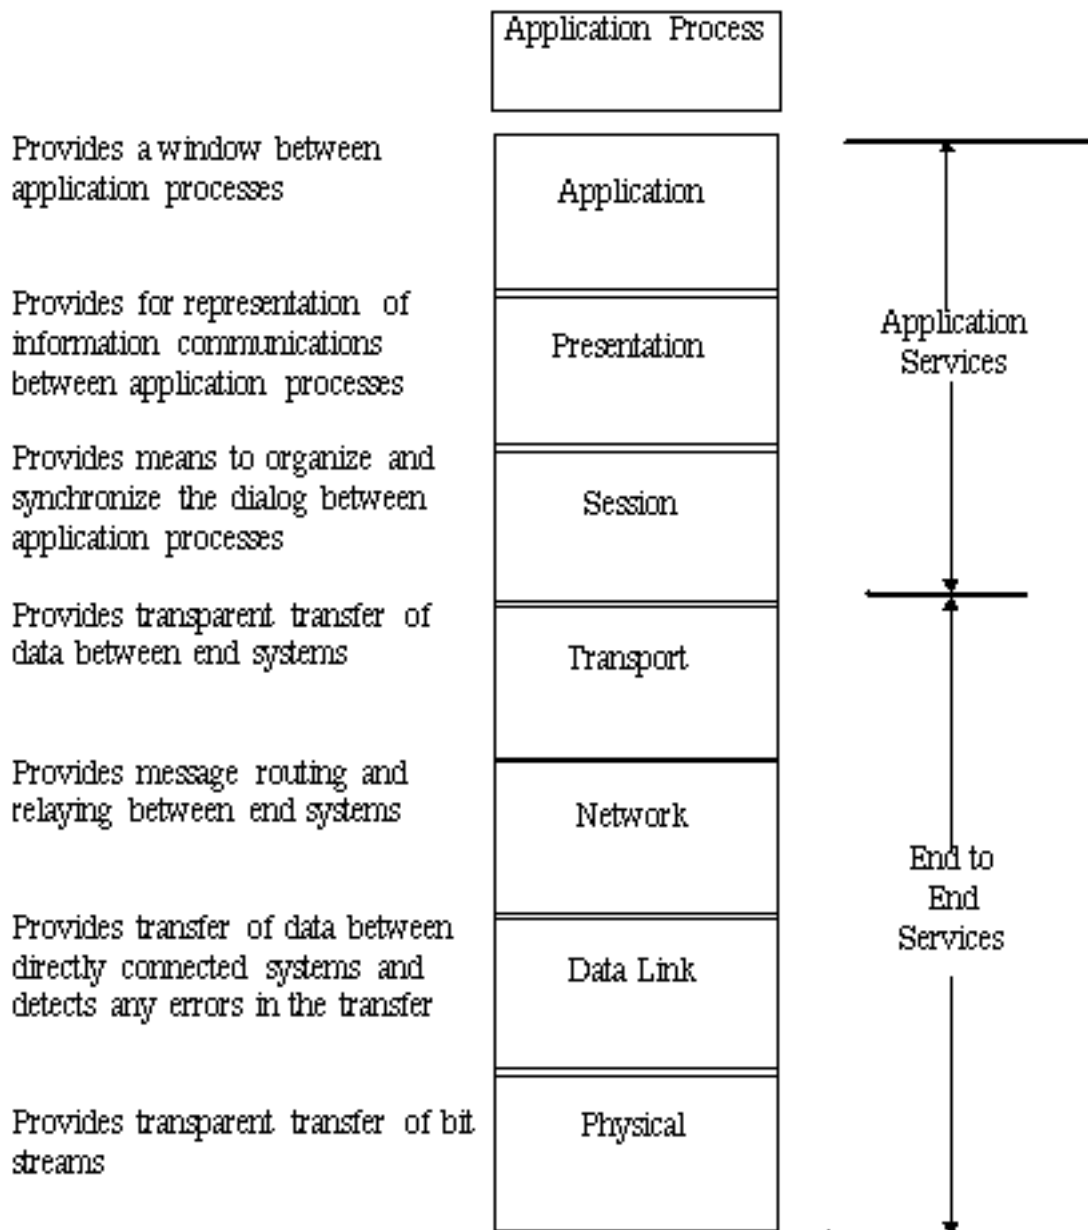 Application Process
Provides a window between
application processes
Application
Provides for representation of
information communications
between application processes
Presentation
Application
Services
Provides means to organize and
synchronize the dialog between
application processes
Session
Provides transparent transfer of
data between end systems
Transport
Provides message routing and
relaying between end systems
Network
End to
End
Services
Provides transfer of data between
directly connected systems and
detects any errors in the transfer
Data Link
Provides transparent transfer of bit
streams
Physical